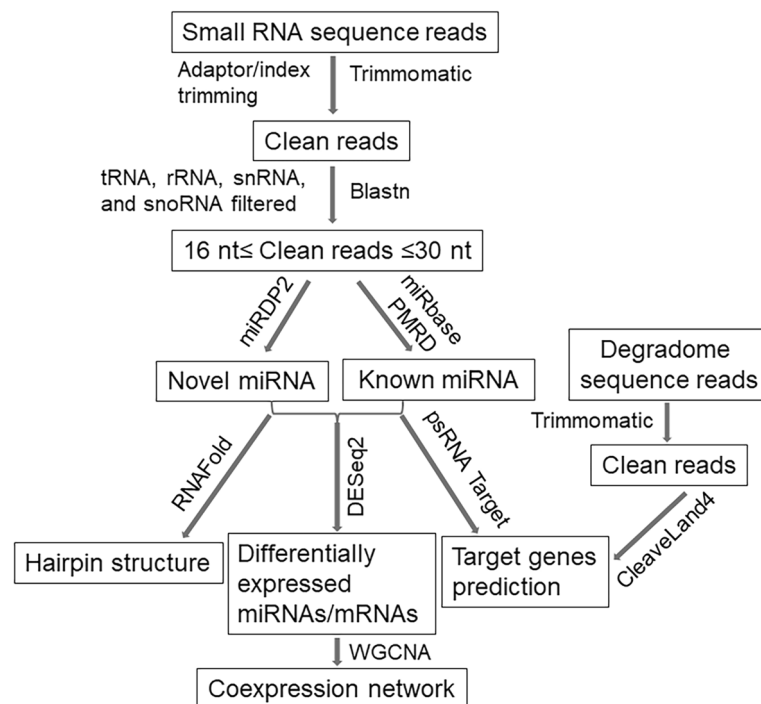 Small RNA sequence reads
Adaptor/index
trimming
Trimmomatic
Clean reads
tRNA, rRNA, snRNA,
and snoRNA filtered
Blastn
16 nt≤ Clean reads ≤30 nt
miRDP2
miRbase
PMRD
Novel miRNA
Known miRNA
Degradome
sequence reads
Trimmomatic
Clean reads
RNAFold
DESeq2
psRNA Target
CleaveLand4
Hairpin structure
Differentially
expressed
miRNAs/mRNAs
Target genes
prediction
WGCNA
Coexpression network